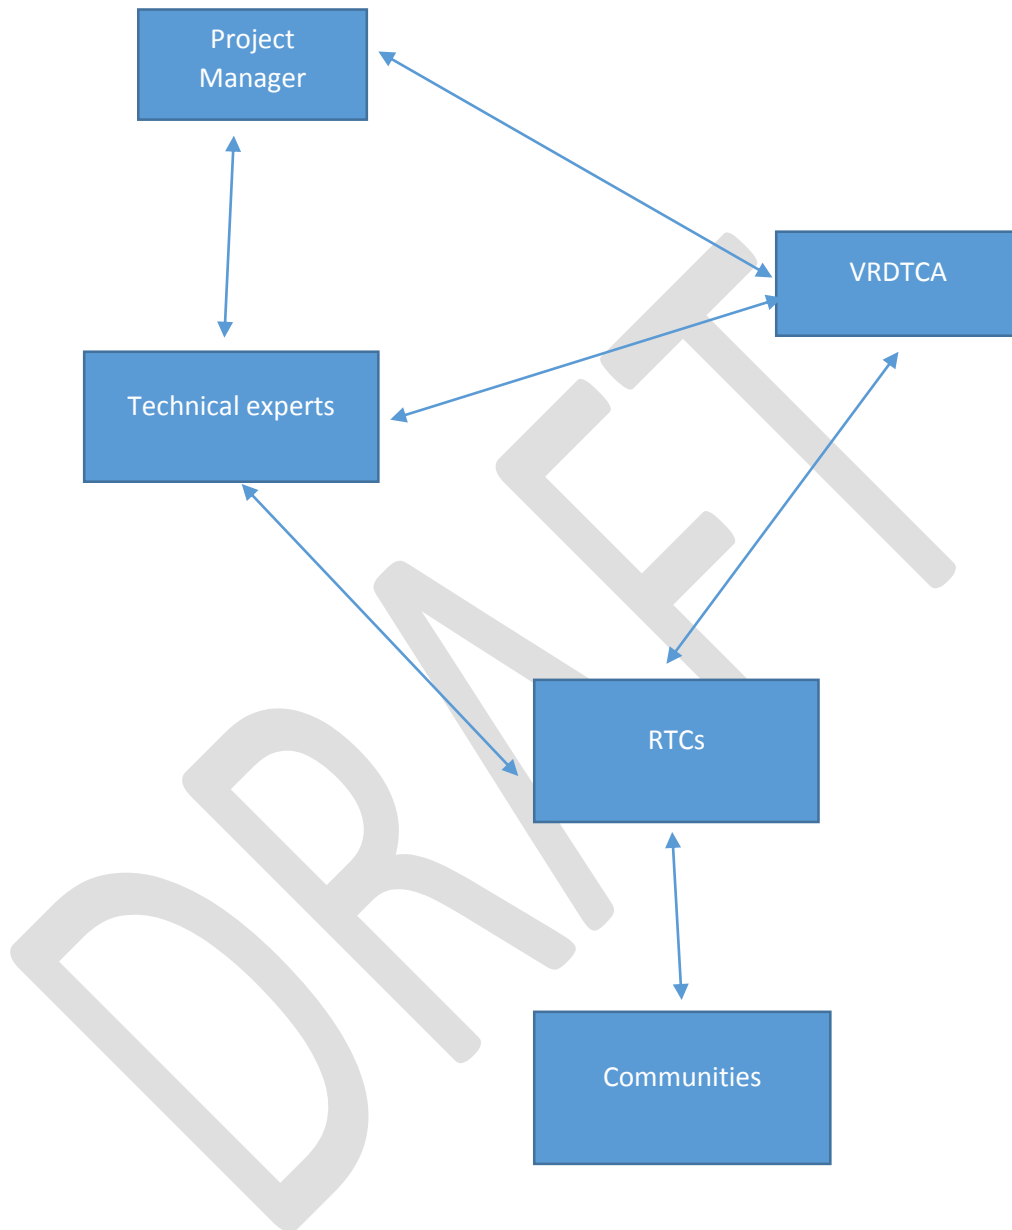 Project
Manager
VRDTCA
Technical experts
RTCs
Communities
DRAFT